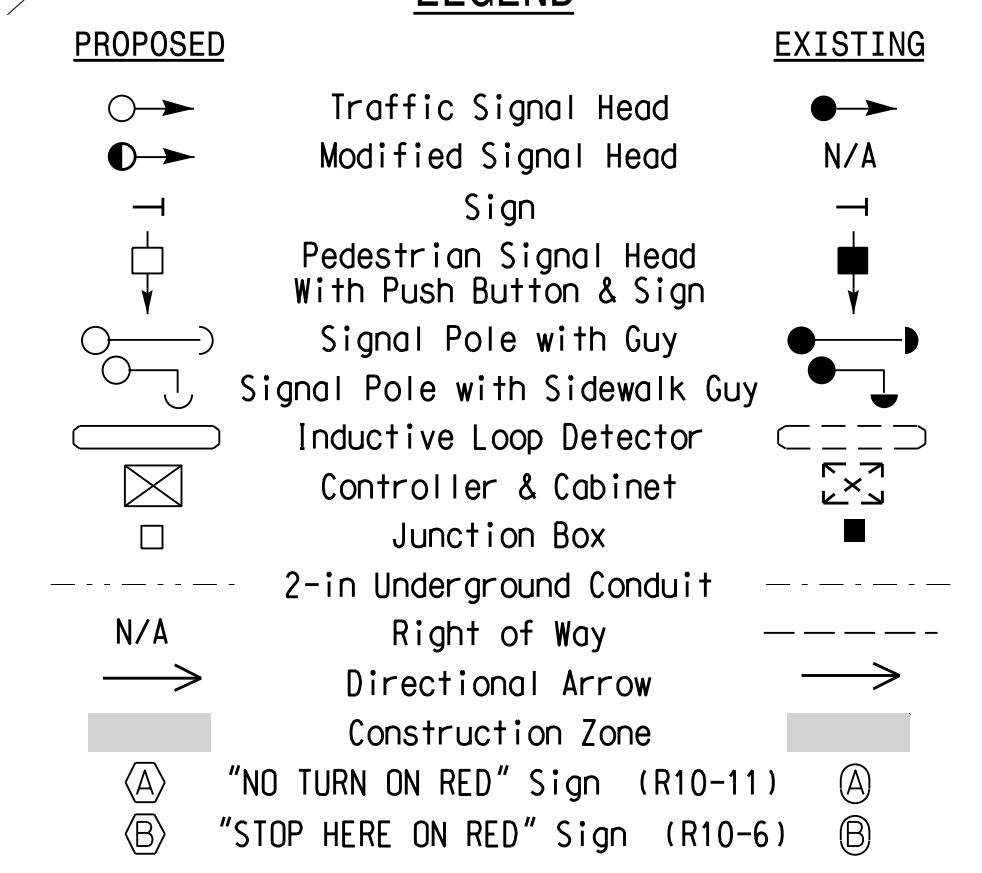 LEGEND
PROPOSED EXISTING
Traffic Signal Head
Modified Signal Head N/A
Sign
Pedestrian Signal Head
With Push Button & Sign
Signal Pole with Guy
Signal Pole with Sidewalk Guy
Inductive Loop Detector
Controller & Cabinet
Junction Box
2-in Underground Conduit
N/A Right of Way
Directional Arrow
Construction Zone
A "NO TURN ON RED" Sign (R10-11) A
B "STOP HERE ON RED" Sign (R10-6) B